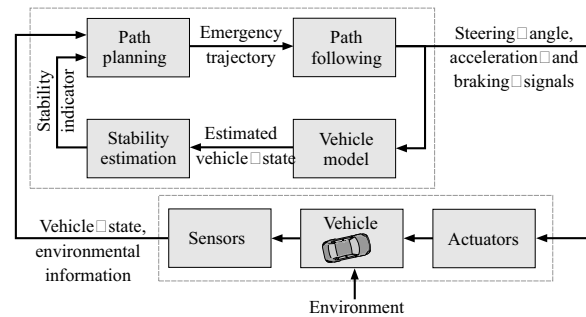 Path
planning
Emergency
trajectory
Path
following
Steering□angle,
acceleration□and
braking□signals
Stability
indicator
Stability
estimation
Estimated
vehicle□state
Vehicle
model
Vehicle□state,
environmental
information
Sensors
Vehicle
Actuators
Environment